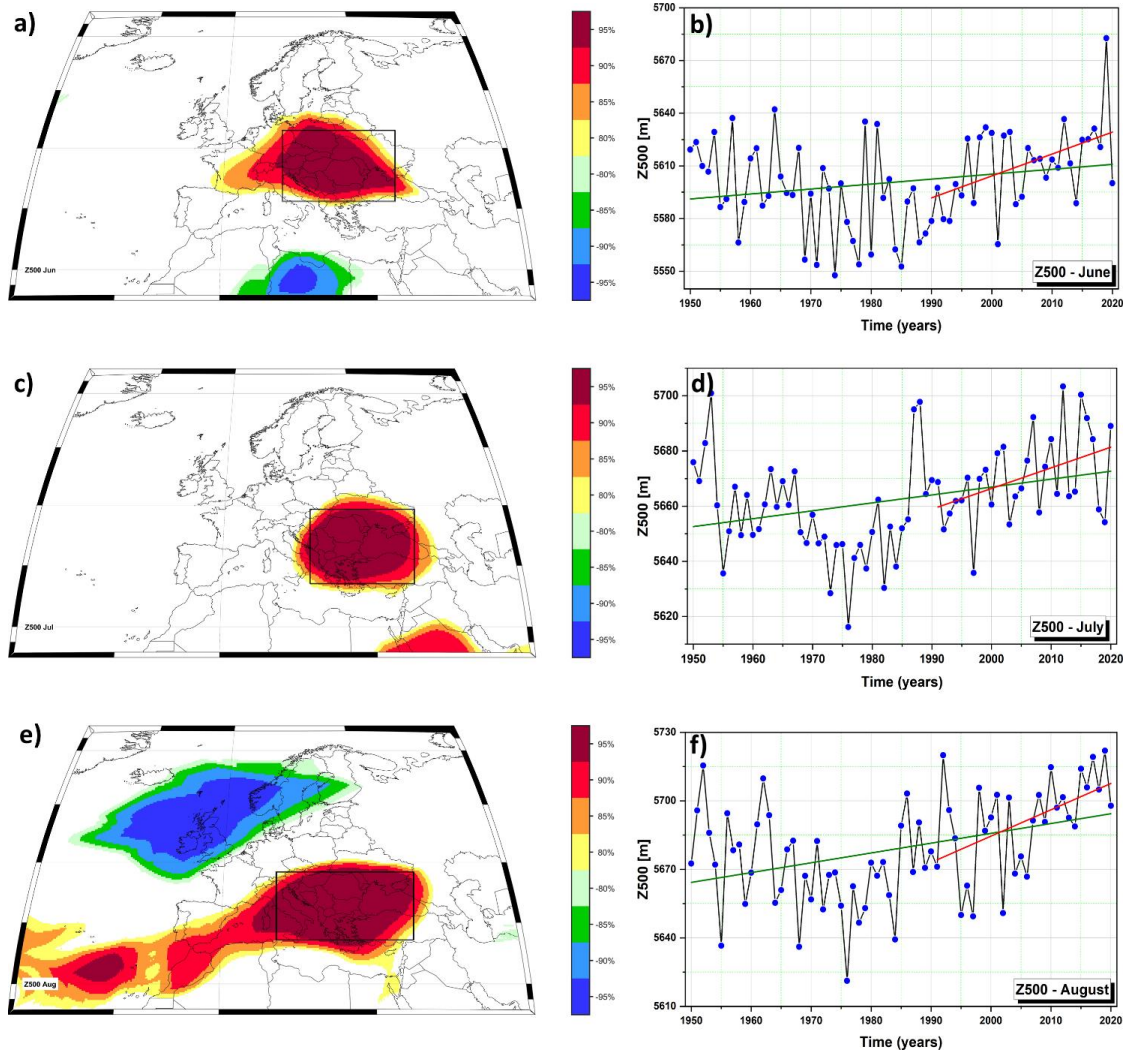 a)
95%
90%
85%
80%
-80%
-85%
-90%
-95%
Z500 Jun
b)
Z500 [m]
5700
5670
5640
5610
5580
5550
1950 1960 1970 1980 1990 2000 2010 2020
Time (years)
Z500 - June
c)
95%
90%
85%
80%
-80%
-85%
-90%
-95%
Z500 Jul
d)
Z500 [m]
5700
5680
5660
5640
5620
1950 1960 1970 1980 1990 2000 2010 2020
Time (years)
Z500 - July
e)
95%
90%
85%
80%
-80%
-85%
-90%
-95%
Z500 Aug
f)
Z500 [m]
5730
5700
5670
5640
5610
1950 1960 1970 1980 1990 2000 2010 2020
Time (years)
Z500 - August